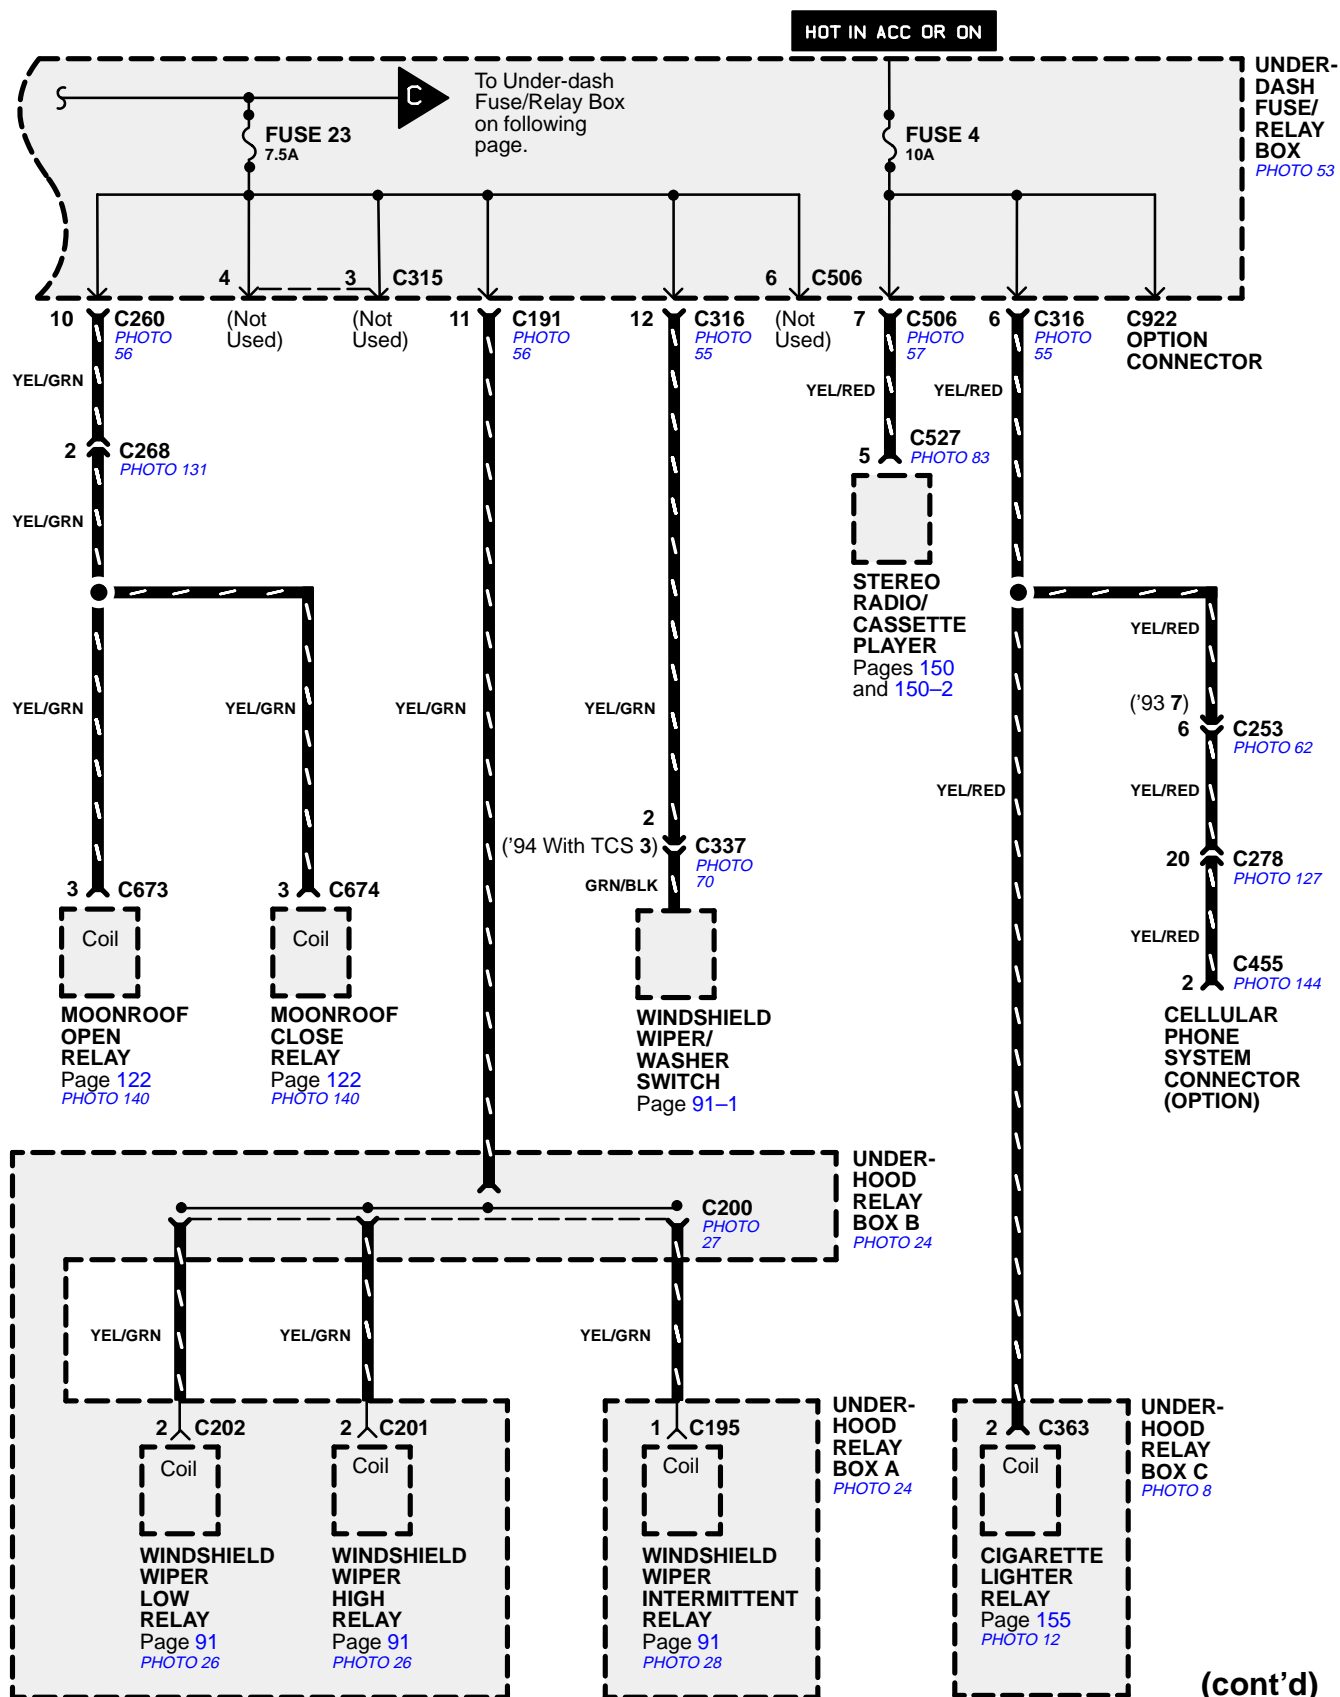 HOT IN ACC OR ON
UNDER-
DASH
FUSE/
RELAY
BOX
PHOTO 53
C
To Under-dash
Fuse/Relay Box
on following
page.
FUSE 23
7.5A
FUSE 4
10A
4
3
C315
6
C506
10
C260
PHOTO
56
(Not
Used)
(Not
Used)
11
C191
PHOTO
56
12
C316
PHOTO
55
(Not
Used)
7
C506
PHOTO
57
6
C316
PHOTO
55
C922
OPTION
CONNECTOR
YEL/GRN
YEL/RED
YEL/RED
2
C268
PHOTO 131
5
C527
PHOTO 83
YEL/GRN
STEREO
RADIO/
CASSETTE
PLAYER
Pages 150
and 150–2
YEL/RED
YEL/GRN
YEL/GRN
YEL/GRN
YEL/GRN
('93 7)
6
C253
PHOTO 62
YEL/RED
YEL/RED
2
('94 With TCS 3)
C337
PHOTO
70
GRN/BLK
20
C278
PHOTO 127
3
C673
3
C674
Coil
Coil
YEL/RED
2
C455
PHOTO 144
MOONROOF
OPEN
RELAY
Page 122
PHOTO 140
MOONROOF
CLOSE
RELAY
Page 122
PHOTO 140
WINDSHIELD
WIPER/
WASHER
SWITCH
Page 91–1
CELLULAR
PHONE
SYSTEM
CONNECTOR
(OPTION)
UNDER-
HOOD
RELAY
BOX B
PHOTO 24
C200
PHOTO
27
YEL/GRN
YEL/GRN
YEL/GRN
UNDER-
HOOD
RELAY
BOX A
PHOTO 24
UNDER-
HOOD
RELAY
BOX C
PHOTO 8
2
C202
2
C201
1
C195
2
C363
Coil
Coil
Coil
Coil
WINDSHIELD
WIPER
LOW
RELAY
Page 91
PHOTO 26
WINDSHIELD
WIPER
HIGH
RELAY
Page 91
PHOTO 26
WINDSHIELD
WIPER
INTERMITTENT
RELAY
Page 91
PHOTO 28
CIGARETTE
LIGHTER
RELAY
Page 155
PHOTO 12
(cont'd)